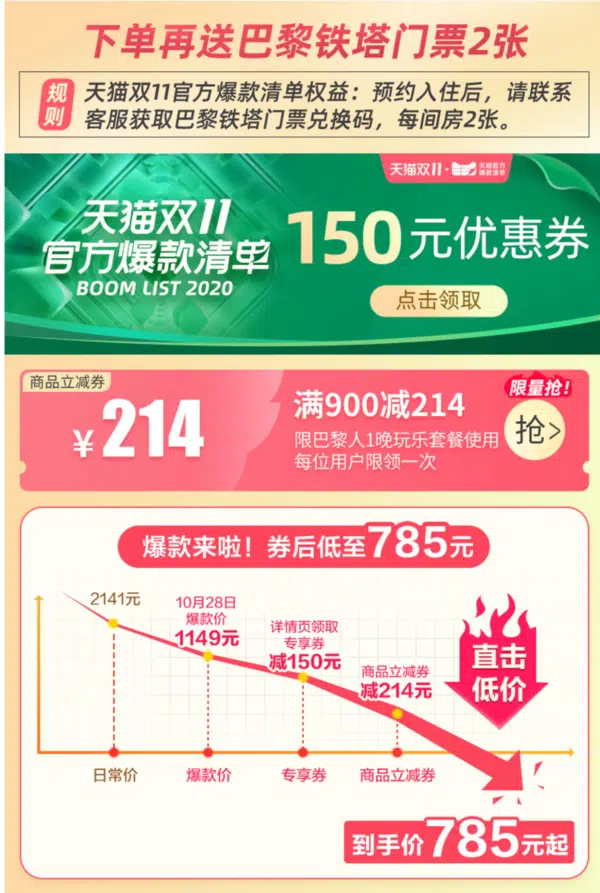 下单再送巴黎铁塔门票2张
规则
天猫双11官方爆款清单权益：预约入住后，请联系
客服获取巴黎铁塔门票兑换码，每间房2张。
天猫双11·天猫官方爆款清单
天猫双11
官方爆款清单
BOOM LIST 2020
150元优惠券
点击领取
商品立减券
¥214
满900减214
限巴黎人1晚玩乐套餐使用
每位用户限领一次
限量抢！
抢>
爆款来啦！券后低至785元
2141元
10月28日
爆款价
1149元
详情页领取
专享券
减150元
商品立减券
减214元
直击
低价
日常价
爆款价
专享券
商品立减券
到手价785元起